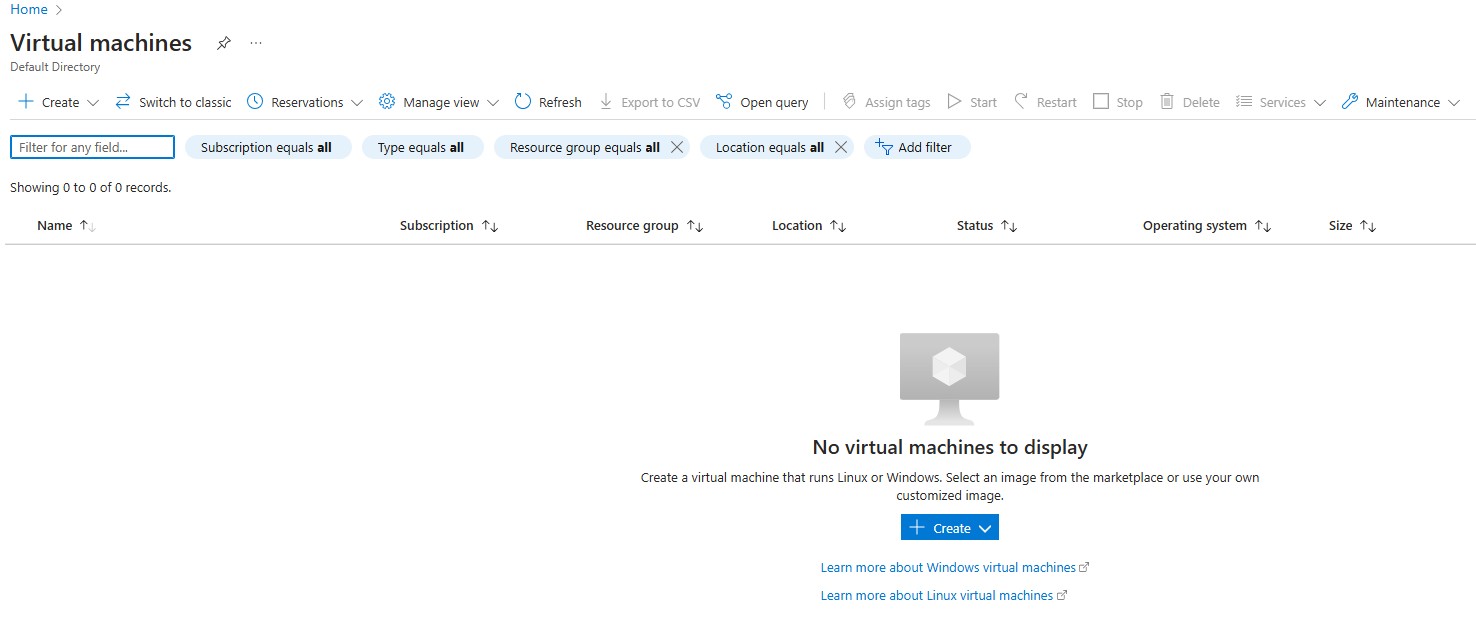 Home
Virtual machines ...
Default Directory
Create Switch to classic Reservations Manage view Refresh Export to CSV Open query Assign tags Start Restart Stop Delete Services Maintenance
Filter for any field... Subscription equals all Type equals all Resource group equals all Location equals all Add filter
Showing 0 to 0 of 0 records.
Name Subscription Resource group Location Status Operating system Size
No virtual machines to display
Create a virtual machine that runs Linux or Windows. Select an image from the marketplace or use your own
customized image.
Create
Learn more about Windows virtual machines
Learn more about Linux virtual machines